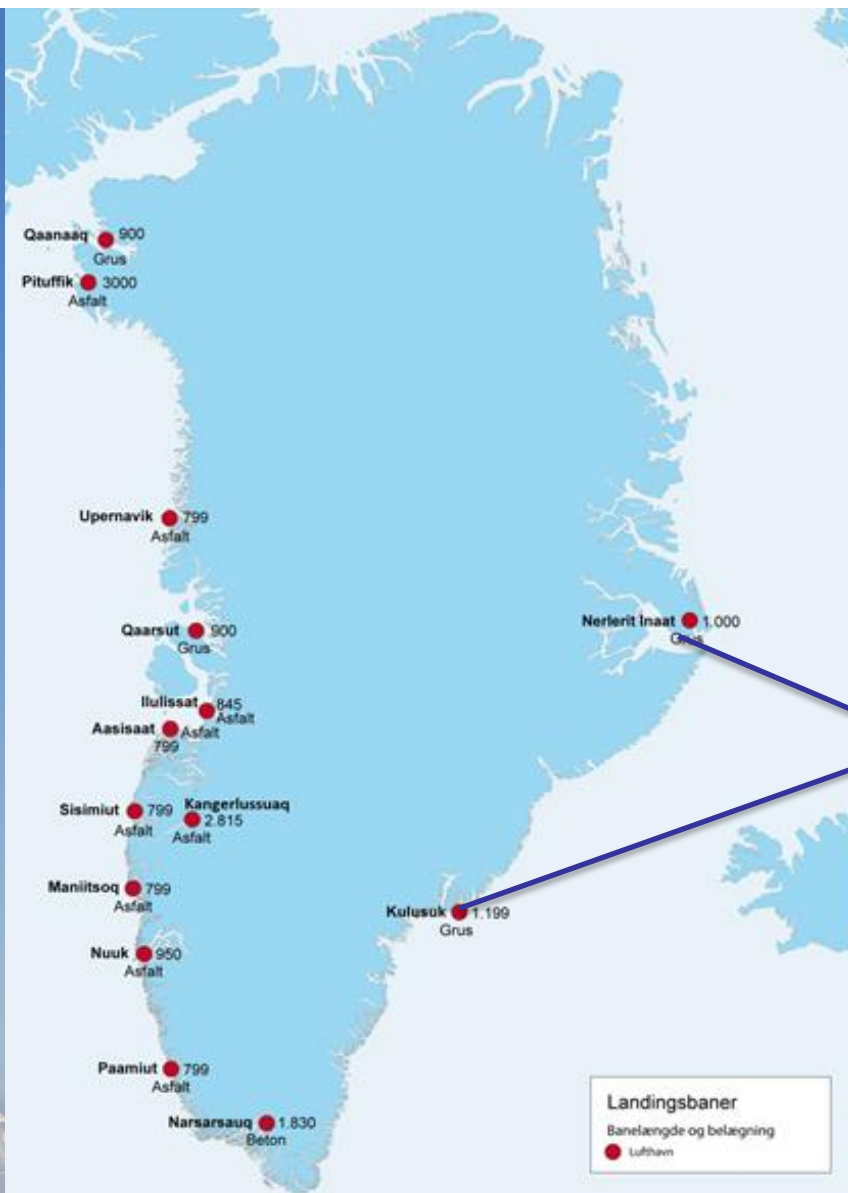 Qaanaaq 900
Grus
Pituffik 3000
Asfalt
Upernavik 799
Asfalt
Qaarsut 900
Grus
Nerlerit Inaat 1.000
Grus
Ilulissat 845
Asfalt
Aasisaat Asfalt
799
Sisimiut 799
Asfalt
Kangerlussuaq
2.815
Asfalt
Maniitsoq 799
Asfalt
Kulusuk 1.199
Grus
Nuuk 950
Asfalt
Paamiut 799
Asfalt
Narsarsauq 1.830
Beton
Landingsbaner
Banelængde og belægning
Lufthavn